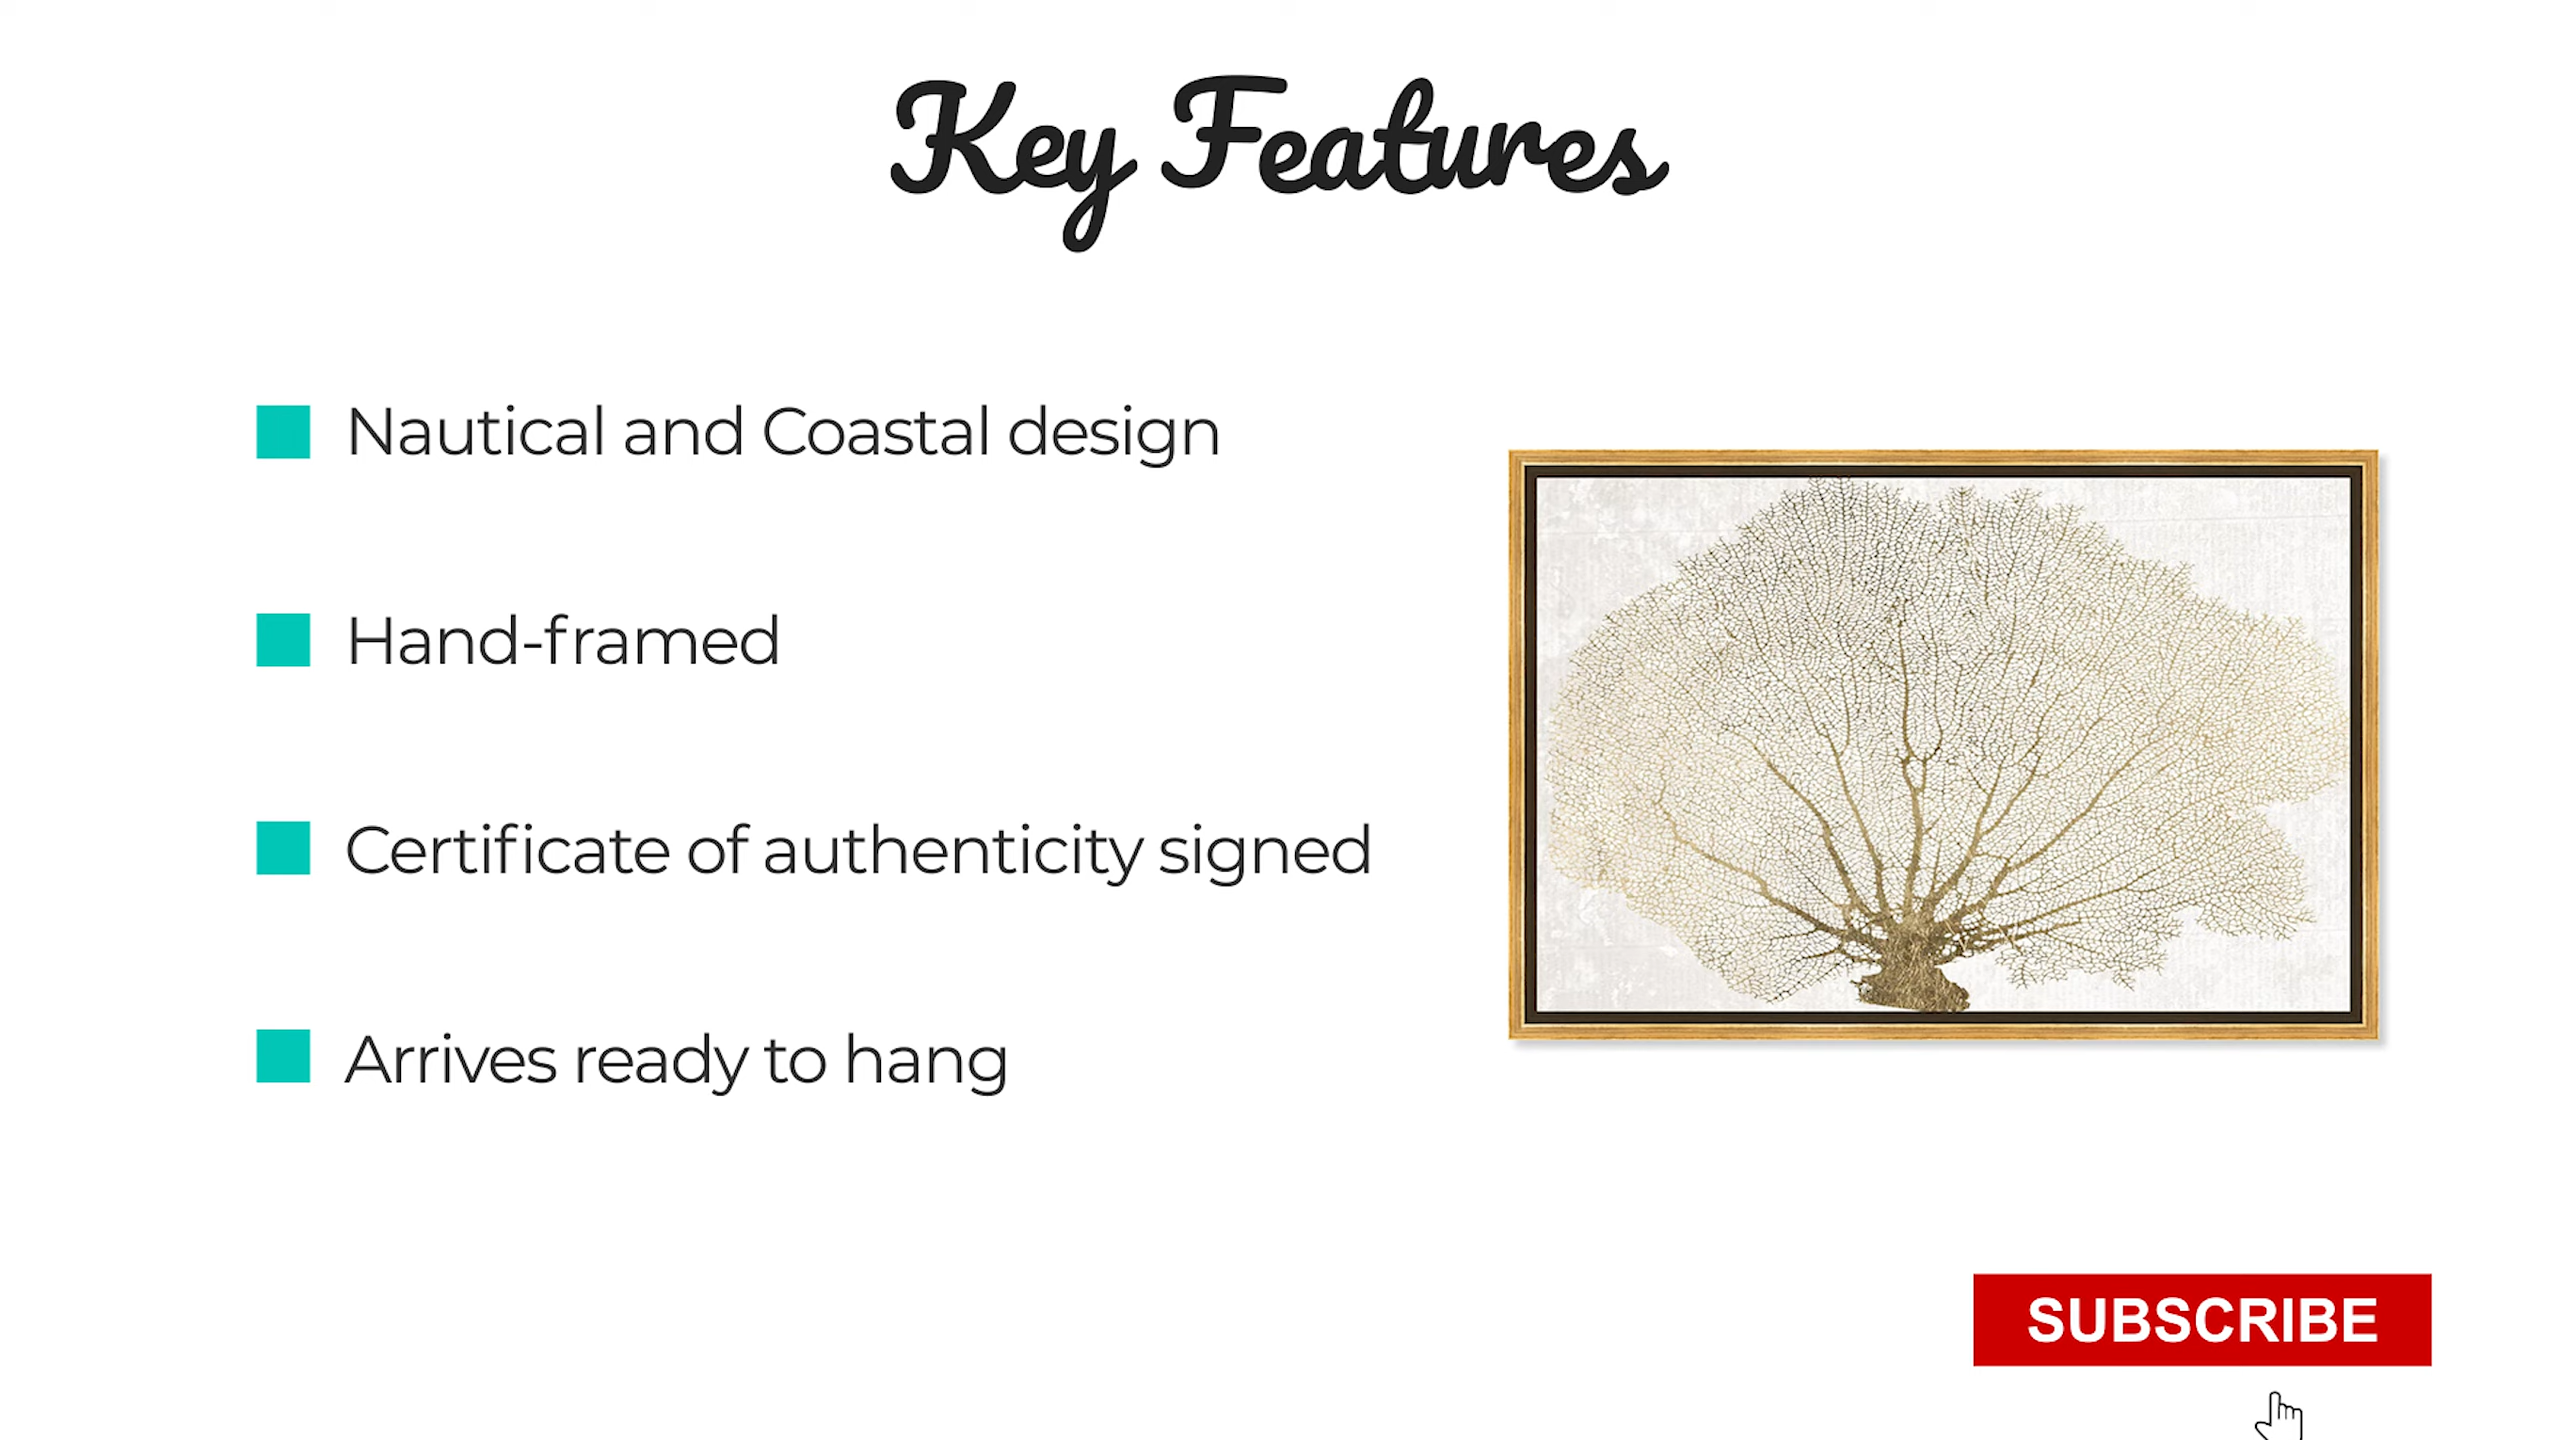 Key Features
Nautical and Coastal design
Hand-framed
Certificate of authenticity signed
Arrives ready to hang
SUBSCRIBE